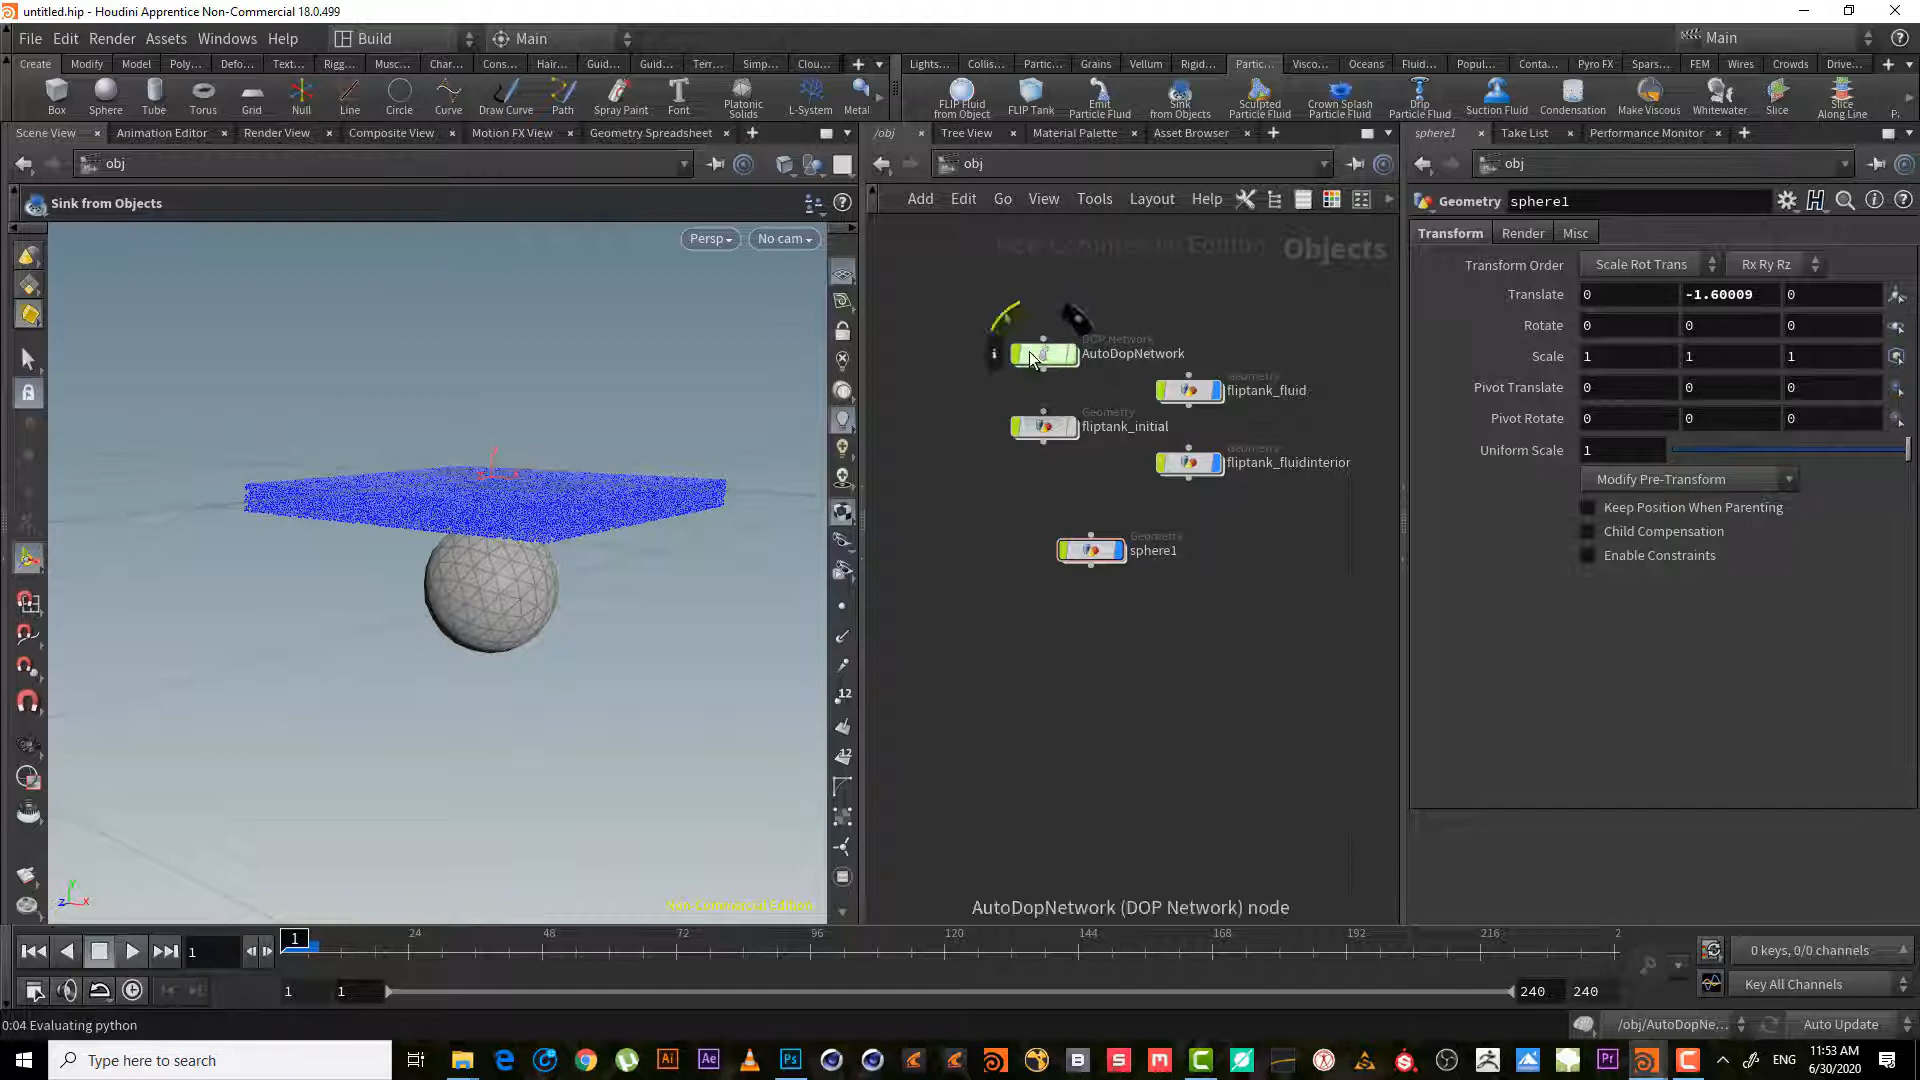 untitled.hip - Houdini Apprentice Non-Commercial 18.0.499
File Edit Render Assets Windows Help Build Main Main
Create Modify Model Poly... Defo... Text... Rigg... Musc... Char... Cons... Hair... Guid... Guid... Terr... Simp... Clou...
Lights... Collis... Partic... Grains Vellum Rigid... Partic... Visco... Oceans Fluid... Popul... Conta... Pyro FX Spars... FEM Wires Crowds Drive...
Box Sphere Tube Torus Grid Null Line Circle Curve Draw Curve Path Spray Paint Font Platonic Solids L-System Metal
FLIP Fluid from Object FLIP Tank Emit Particle Fluid Sink from Objects Sculpted Particle Fluid Crown Splash Particle Fluid Drip Particle Fluid Suction Fluid Condensation Make Viscous Whitewater Slice Slice Along Line
Scene View Animation Editor Render View Composite View Motion FX View Geometry Spreadsheet
/obj Tree View Material Palette Asset Browser
sphere1 Take List Performance Monitor
obj
obj
obj
Sink from Objects
Add Edit Go View Tools Layout Help
Geometry sphere1
Persp No cam
Objects
Transform Render Misc
Transform Order Scale Rot Trans Rx Ry Rz
Translate 0 -1.60009 0
Rotate 0 0 0
Scale 1 1 1
Pivot Translate 0 0 0
Pivot Rotate 0 0 0
Uniform Scale 1
Modify Pre-Transform
Keep Position When Parenting
Child Compensation
Enable Constraints
DOP Network
AutoDopNetwork
Geometry
fliptank_fluid
Geometry
fliptank_initial
Geometry
fliptank_fluidinterior
Geometry
sphere1
12
12
z y x
Non-Commercial Edition
AutoDopNetwork (DOP Network) node
1 1 24 48 72 96 120 144 168 192 216 2
0 keys, 0/0 channels
1 1 240 240
Key All Channels
0:04 Evaluating python
/obj/AutoDopNe... Auto Update
Type here to search
ENG 11:53 AM
6/30/2020